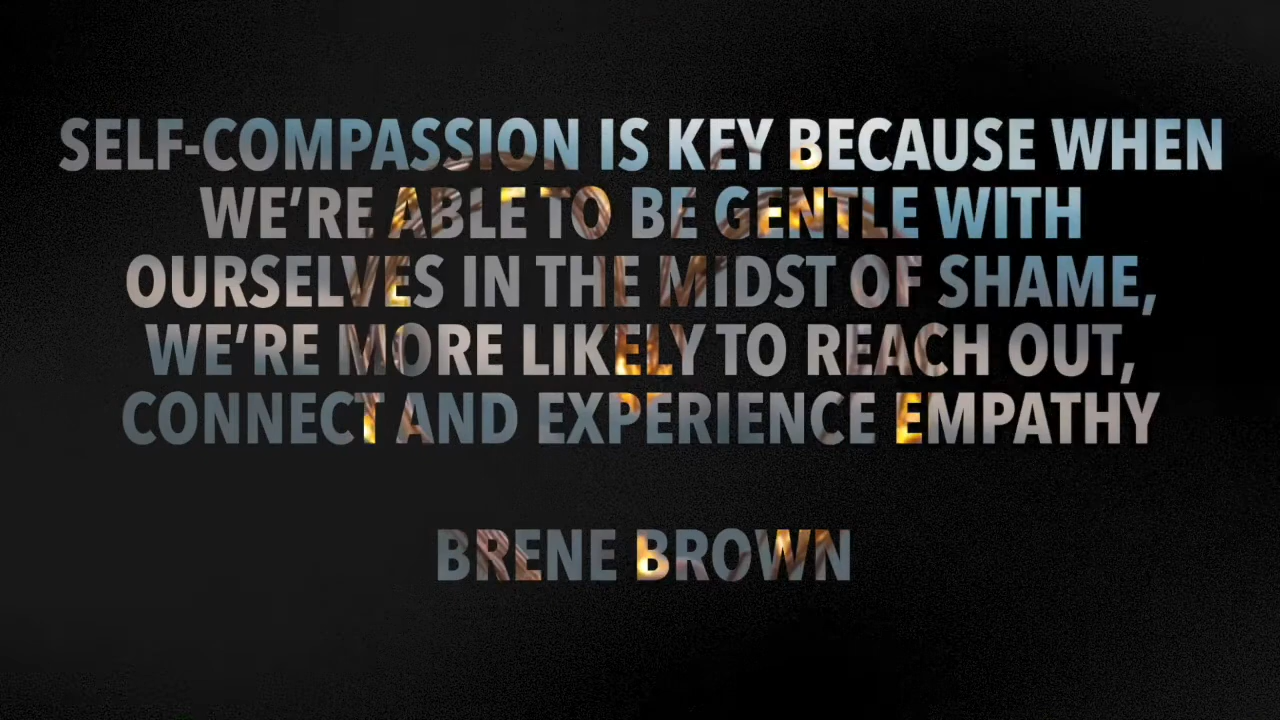 SELF-COMPASSION IS KEY BECAUSE WHEN
WE'RE ABLE TO BE GENTLE WITH
OURSELVES IN THE MIDST OF SHAME,
WE'RE MORE LIKELY TO REACH OUT,
CONNECT AND EXPERIENCE EMPATHY
BRENE BROWN